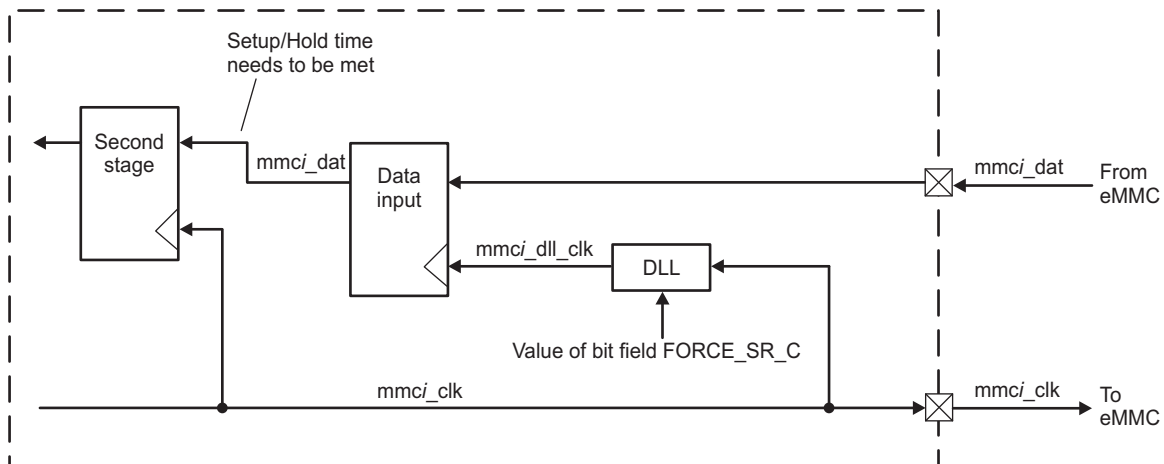 Setup/Hold time
needs to be met
Second
stage
mmci_dat
Data
input
mmci_dat
From
eMMC
mmci_dll_clk
DLL
Value of bit field FORCE_SR_C
mmci_clk
mmci_clk
To
eMMC